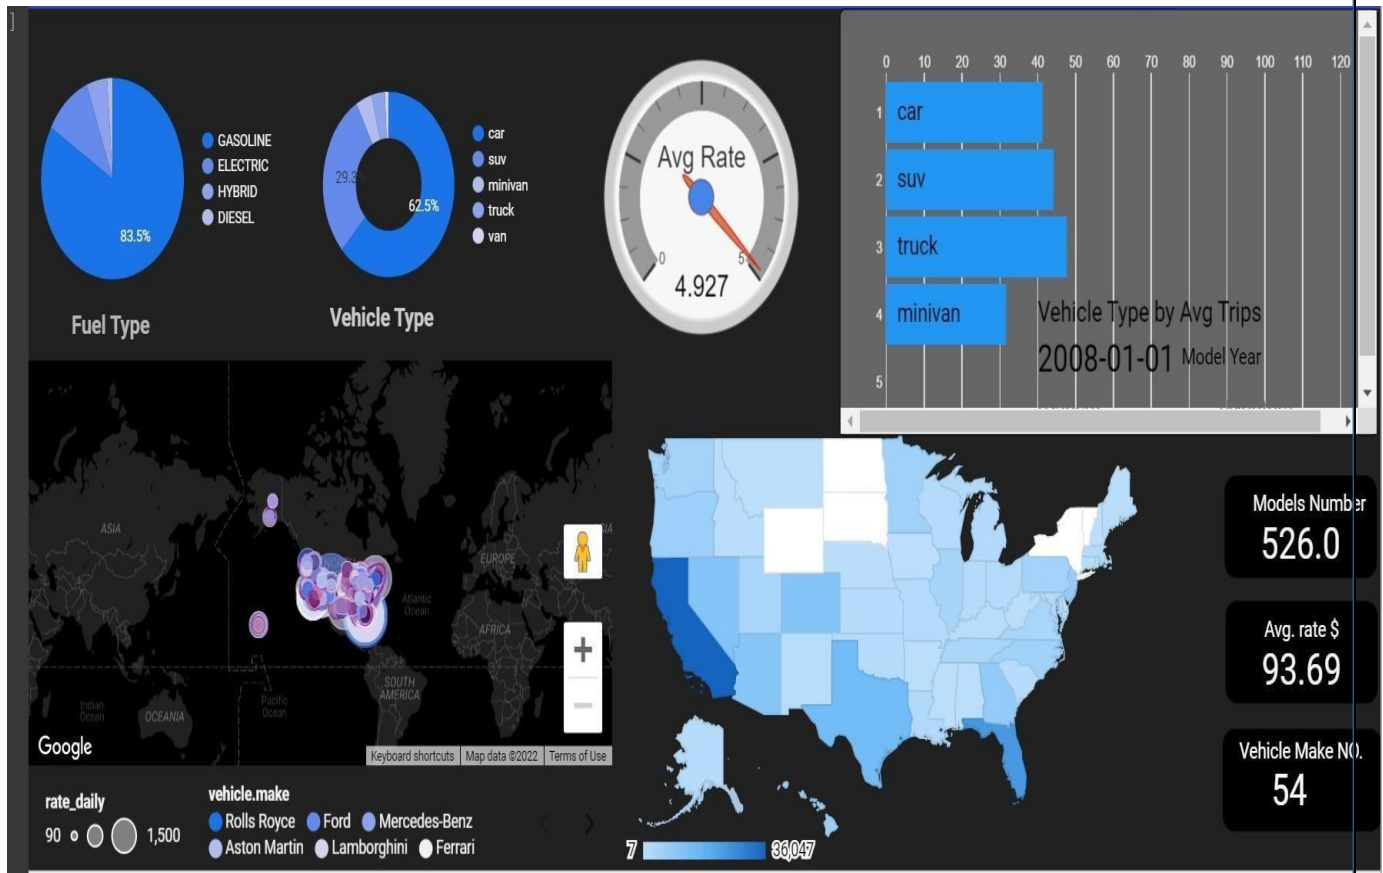 ]
GASOLINE
ELECTRIC
HYBRID
DIESEL
83.5%
Fuel Type
29.3
62.5%
car
suv
minivan
truck
van
Vehicle Type
Avg Rate
0
5
4.927
0 10 20 30 40 50 60 70 80 90 100 110 120
1 car
2 suv
3 truck
4 minivan
5
Vehicle Type by Avg Trips
2008-01-01 Model Year
ASIA
EUROPE
Atlantic
Ocean
AFRICA
SOUTH
AMERICA
Indian
Ocean
OCEANIA
Pacific
Ocean
+
−
Google
Keyboard shortcuts Map data ©2022 Terms of Use
rate_daily
90 1,500
vehicle.make
Rolls Royce Ford Mercedes-Benz
Aston Martin Lamborghini Ferrari
7 36,047
Models Number
526.0
Avg. rate $
93.69
Vehicle Make NO.
54